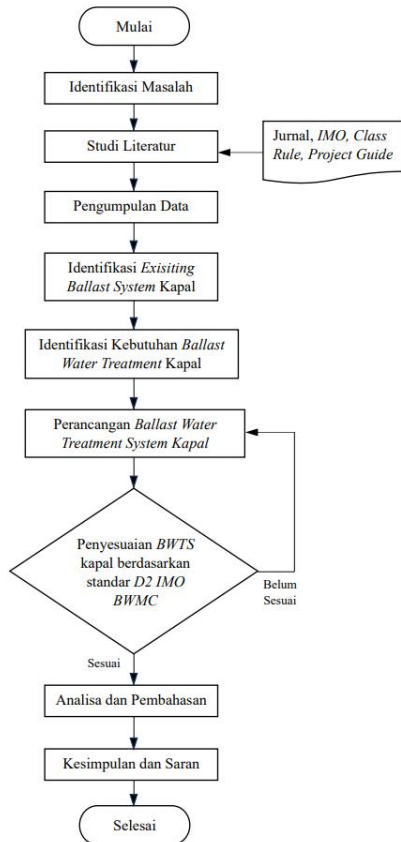 Mulai
Identifikasi Masalah
Studi Literatur
Jurnal, IMO, Class
Rule, Project Guide
Pengumpulan Data
Identifikasi Exisiting
Ballast System Kapal
Identifikasi Kebutuhan Ballast
Water Treatment Kapal
Perancangan Ballast Water
Treatment System Kapal
Penyesuaian BWTS
kapal berdasarkan
standar D2 IMO
BWMC
Belum
Sesuai
Sesuai
Analisa dan Pembahasan
Kesimpulan dan Saran
Selesai